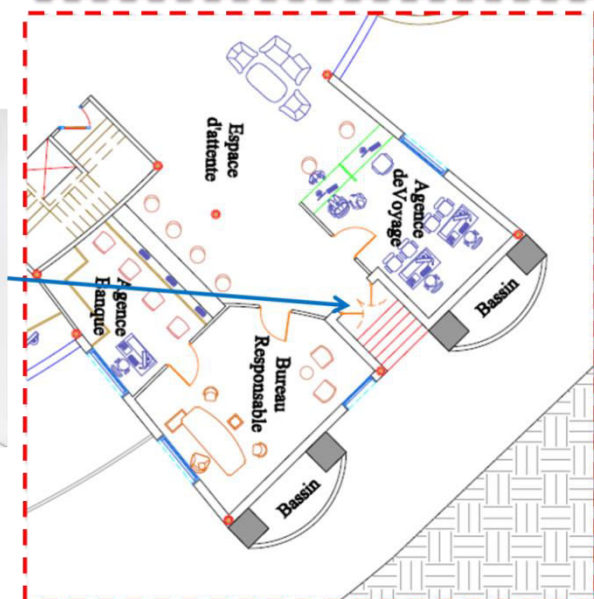 Espace
d'attente
Agence
deVoyage
Agence
Banque
Bureau
Responsable
Bassin
Bassin